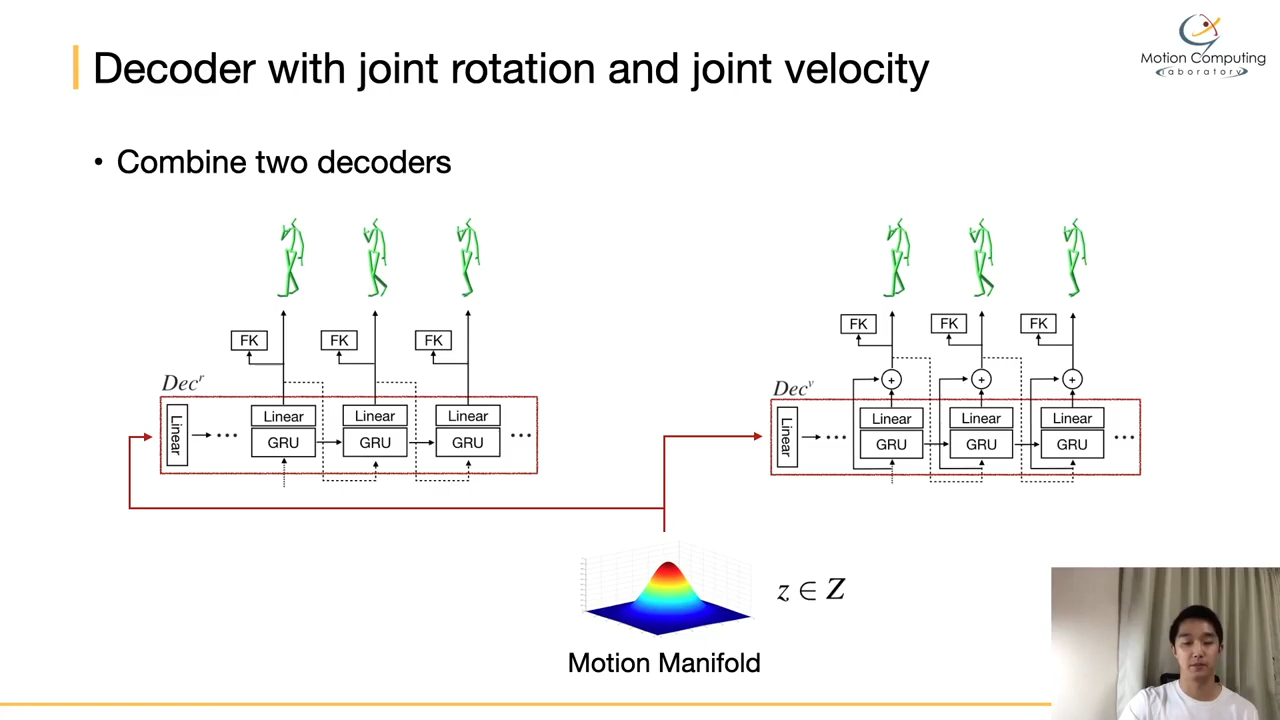 Decoder with joint rotation and joint velocity
Motion Computing
laboratory
• Combine two decoders
FK FK FK
Dec^r
Linear
Linear Linear Linear
GRU GRU GRU
...
FK FK FK
Dec^v
+ + +
Linear
Linear Linear Linear
GRU GRU GRU
...
z ∈ Z
Motion Manifold